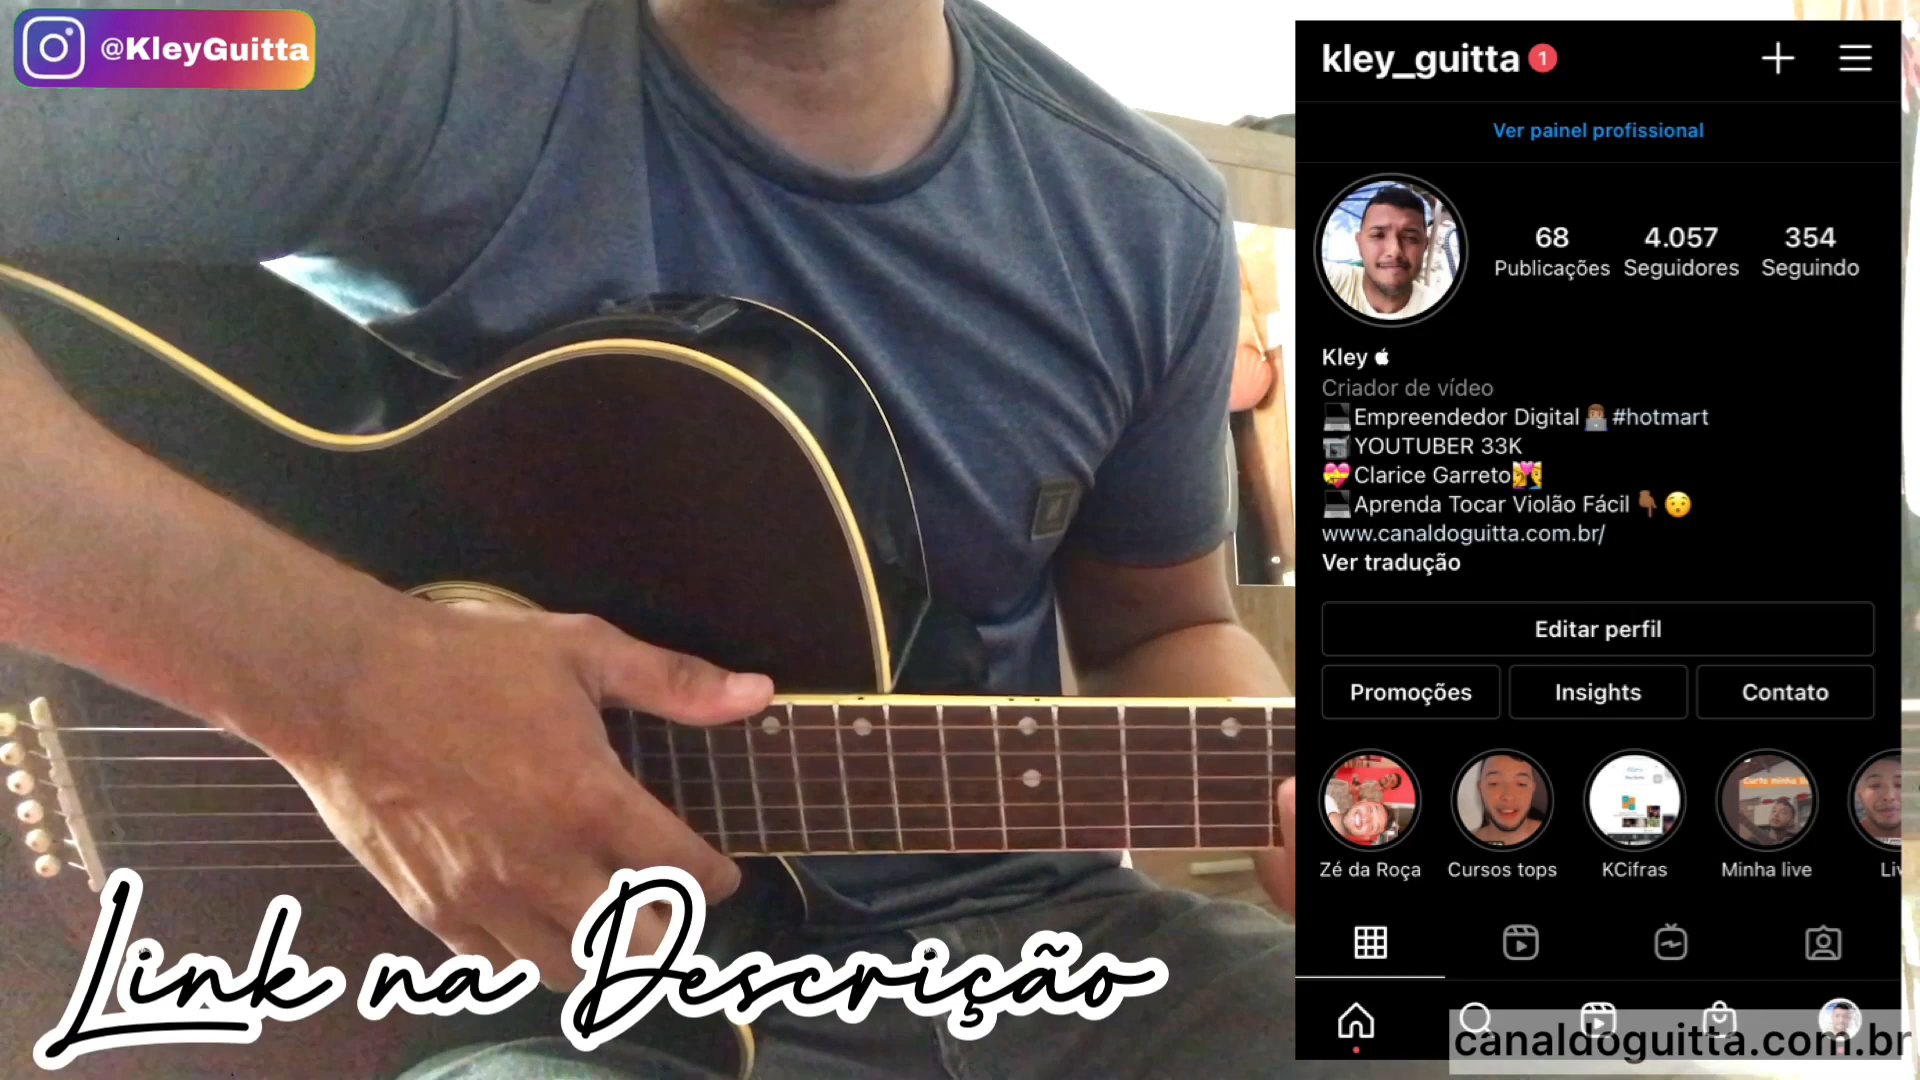 @KleyGuitta
kley_guitta 1
Ver painel profissional
68 4.057 354
Publicações Seguidores Seguindo
Kley
Criador de vídeo
Empreendedor Digital #hotmart
YOUTUBER 33K
Clarice Garreto
Aprenda Tocar Violão Fácil
www.canaldoguitta.com.br/
Ver tradução
Editar perfil
Promoções Insights Contato
Zé da Roça Cursos tops KCifras Minha live
Link na Descrição
canaldoguitta.com.br